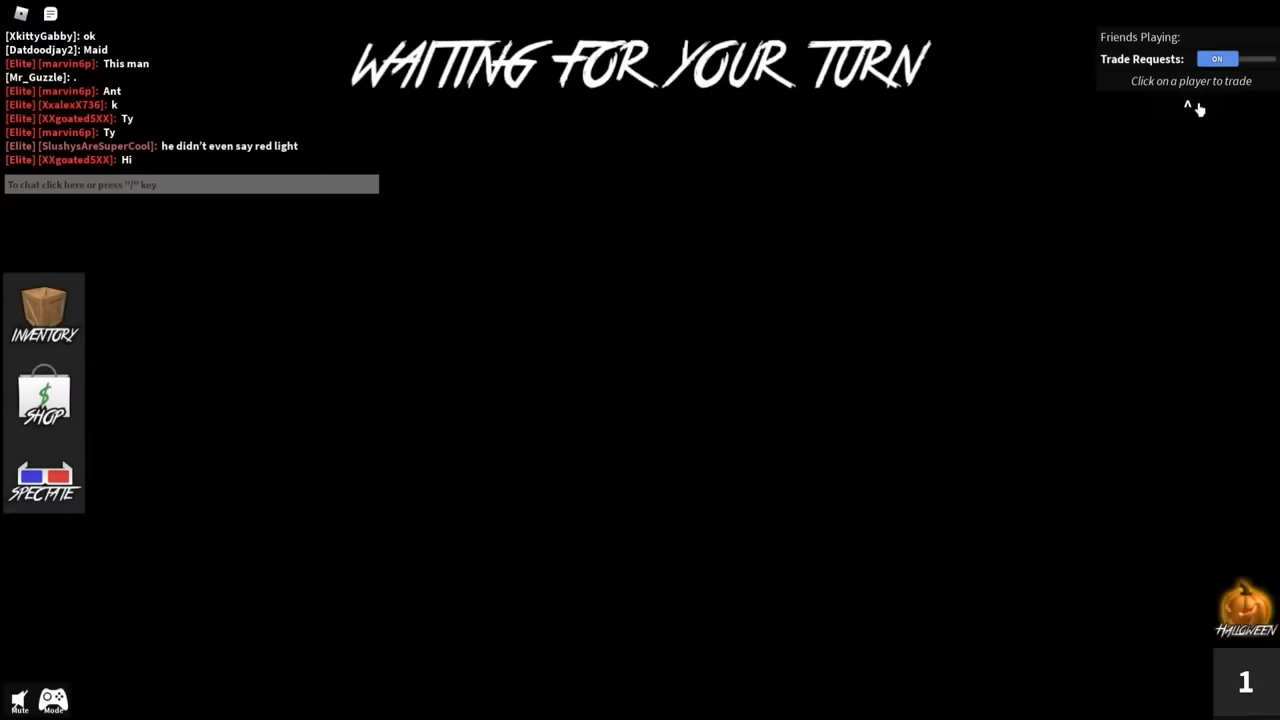 [XkittyGabby]: ok
[Datdoodjay2]: Maid
[Elite] [marvin6p]: This man
[Mr_Guzzle]: .
[Elite] [marvin6p]: Ant
[Elite] [XxalexX736]: k
[Elite] [XXgoated5XX]: Ty
[Elite] [marvin6p]: Ty
[Elite] [SlushysAreSuperCool]: he didn't even say red light
[Elite] [XXgoated5XX]: Hi
To chat click here or press "/" key
WAITING FOR YOUR TURN
Friends Playing:
Trade Requests: ON
Click on a player to trade
^
INVENTORY
$
SHOP
SPECTATE
HALLOWEEN
1
Mute
Mode